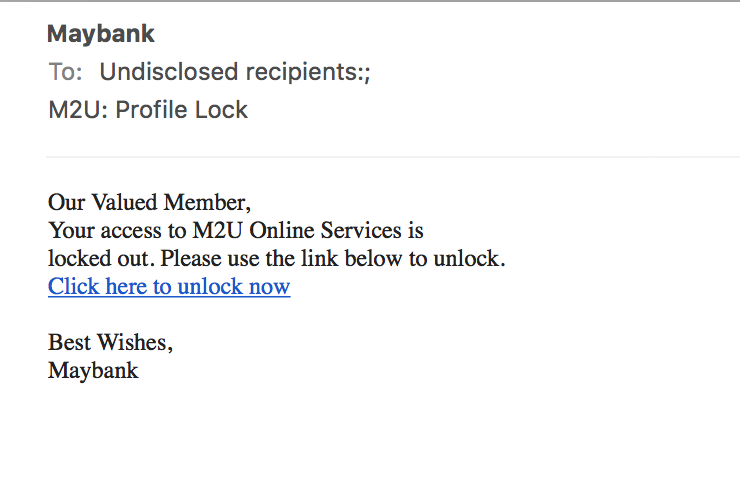 Maybank
To: Undisclosed recipients:;
M2U: Profile Lock
Our Valued Member,
Your access to M2U Online Services is
locked out. Please use the link below to unlock.
Click here to unlock now
Best Wishes,
Maybank